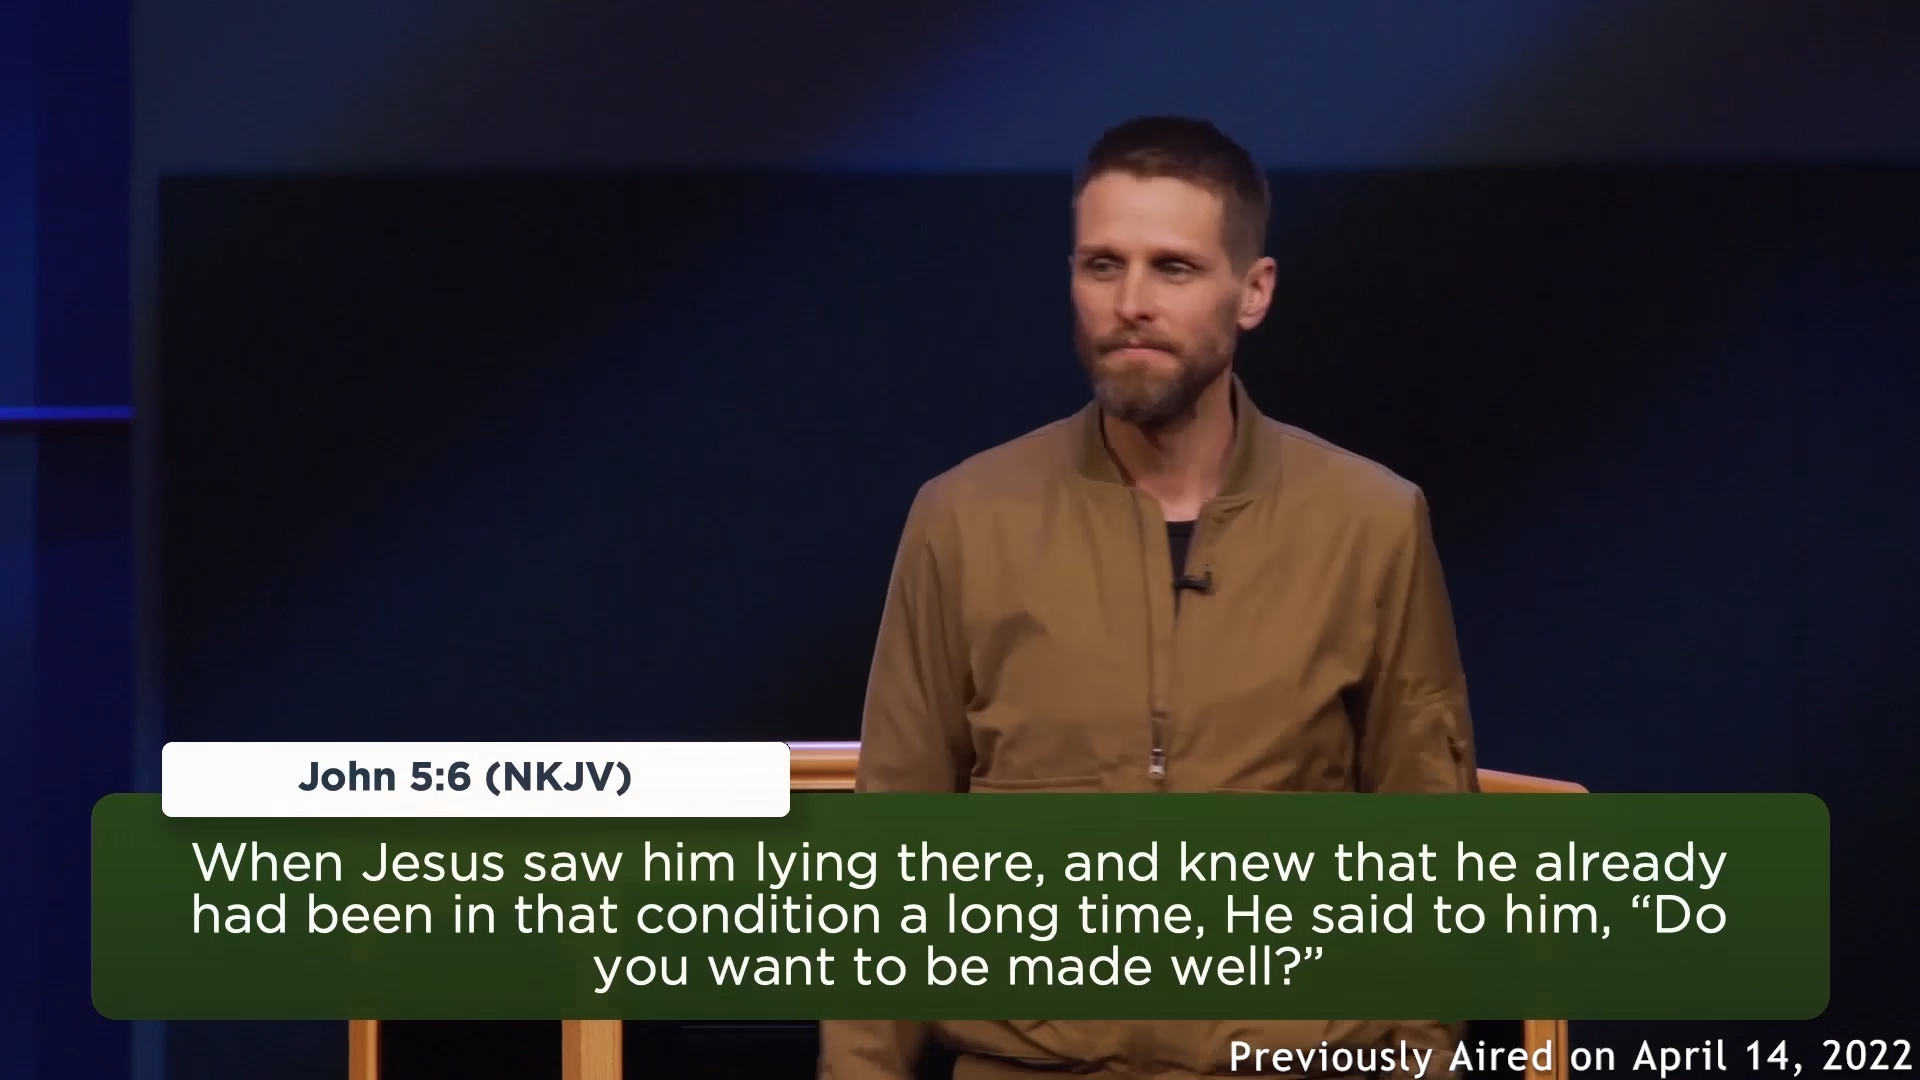 John 5:6 (NKJV)
When Jesus saw him lying there, and knew that he already
had been in that condition a long time, He said to him, “Do
you want to be made well?”
Previously Aired on April 14, 2022